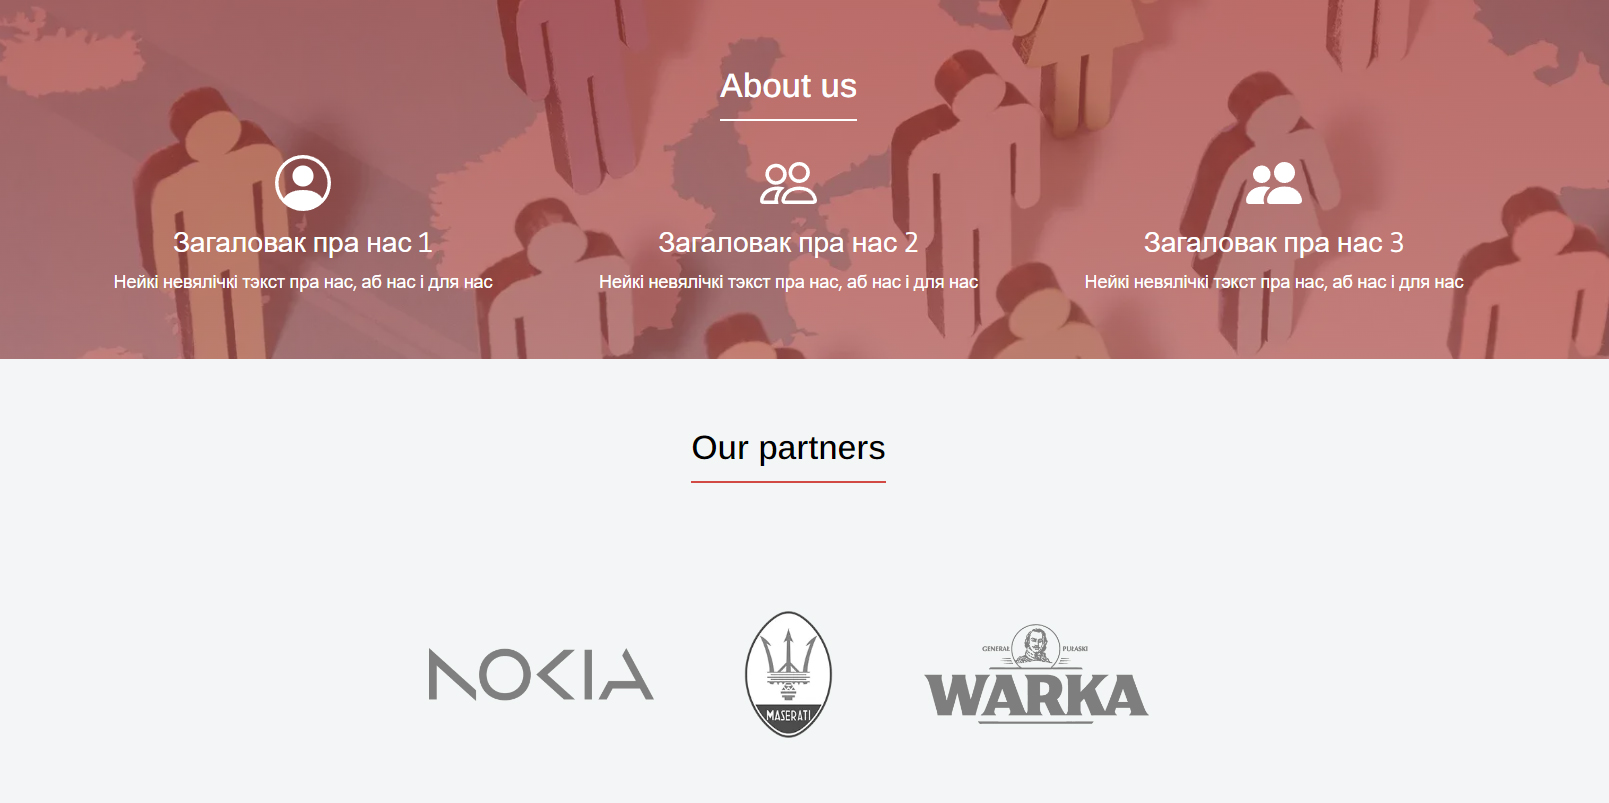 About us
Загаловак пра нас 1
Нейкі невялічкі тэкст пра нас, аб нас і для нас
Загаловак пра нас 2
Нейкі невялічкі тэкст пра нас, аб нас і для нас
Загаловак пра нас 3
Нейкі невялічкі тэкст пра нас, аб нас і для нас
Our partners
NOKIA
MASERATI
GENERAŁ PUŁASKI
WARKA